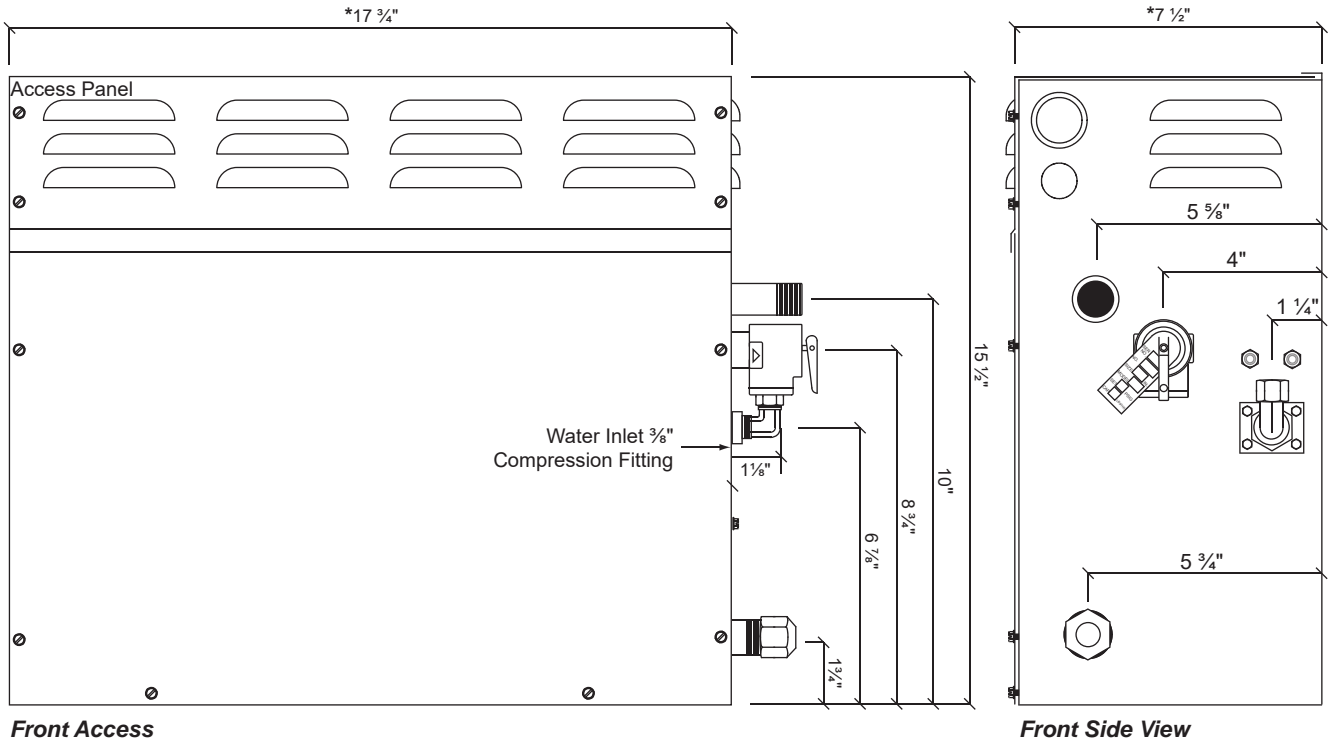 *17 ¾"
*7 ½"
Access Panel
5 ⅝"
4"
1 ¼"
15 ½"
10"
8 ¾"
6 ⅞"
Water Inlet ⅜"
Compression Fitting
1⅛"
5 ¾"
1¾"
Front Access
Front Side View